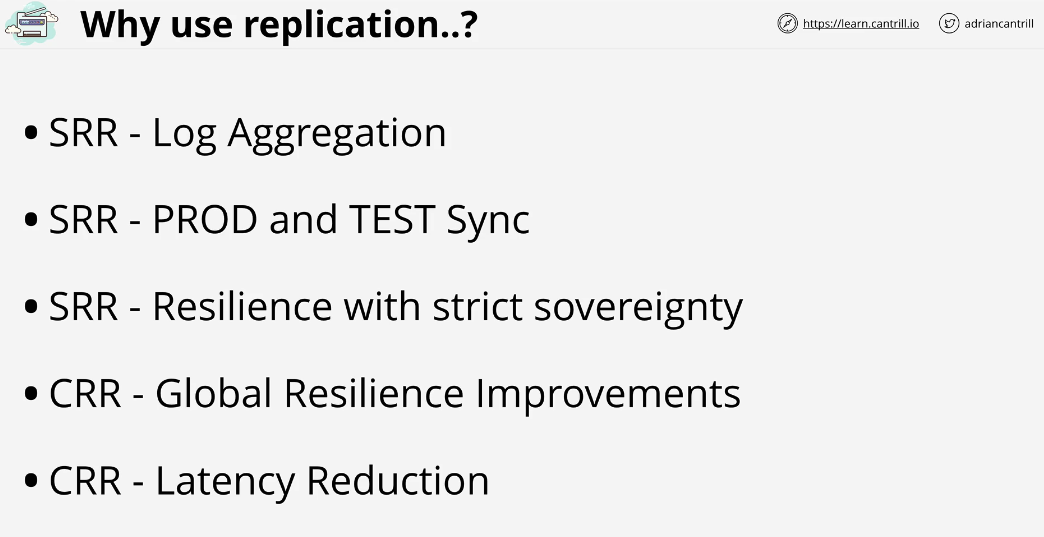 Why use replication..?
https://learn.cantrill.io
adriancantrill
• SRR - Log Aggregation
• SRR - PROD and TEST Sync
• SRR - Resilience with strict sovereignty
• CRR - Global Resilience Improvements
• CRR - Latency Reduction